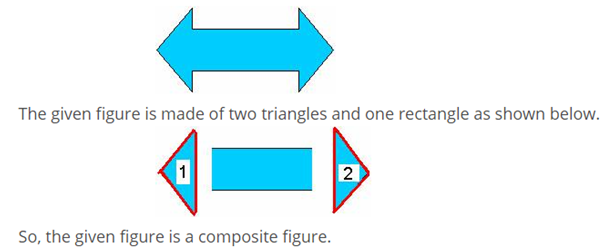 The given figure is made of two triangles and one rectangle as shown below.
1 2
So, the given figure is a composite figure.